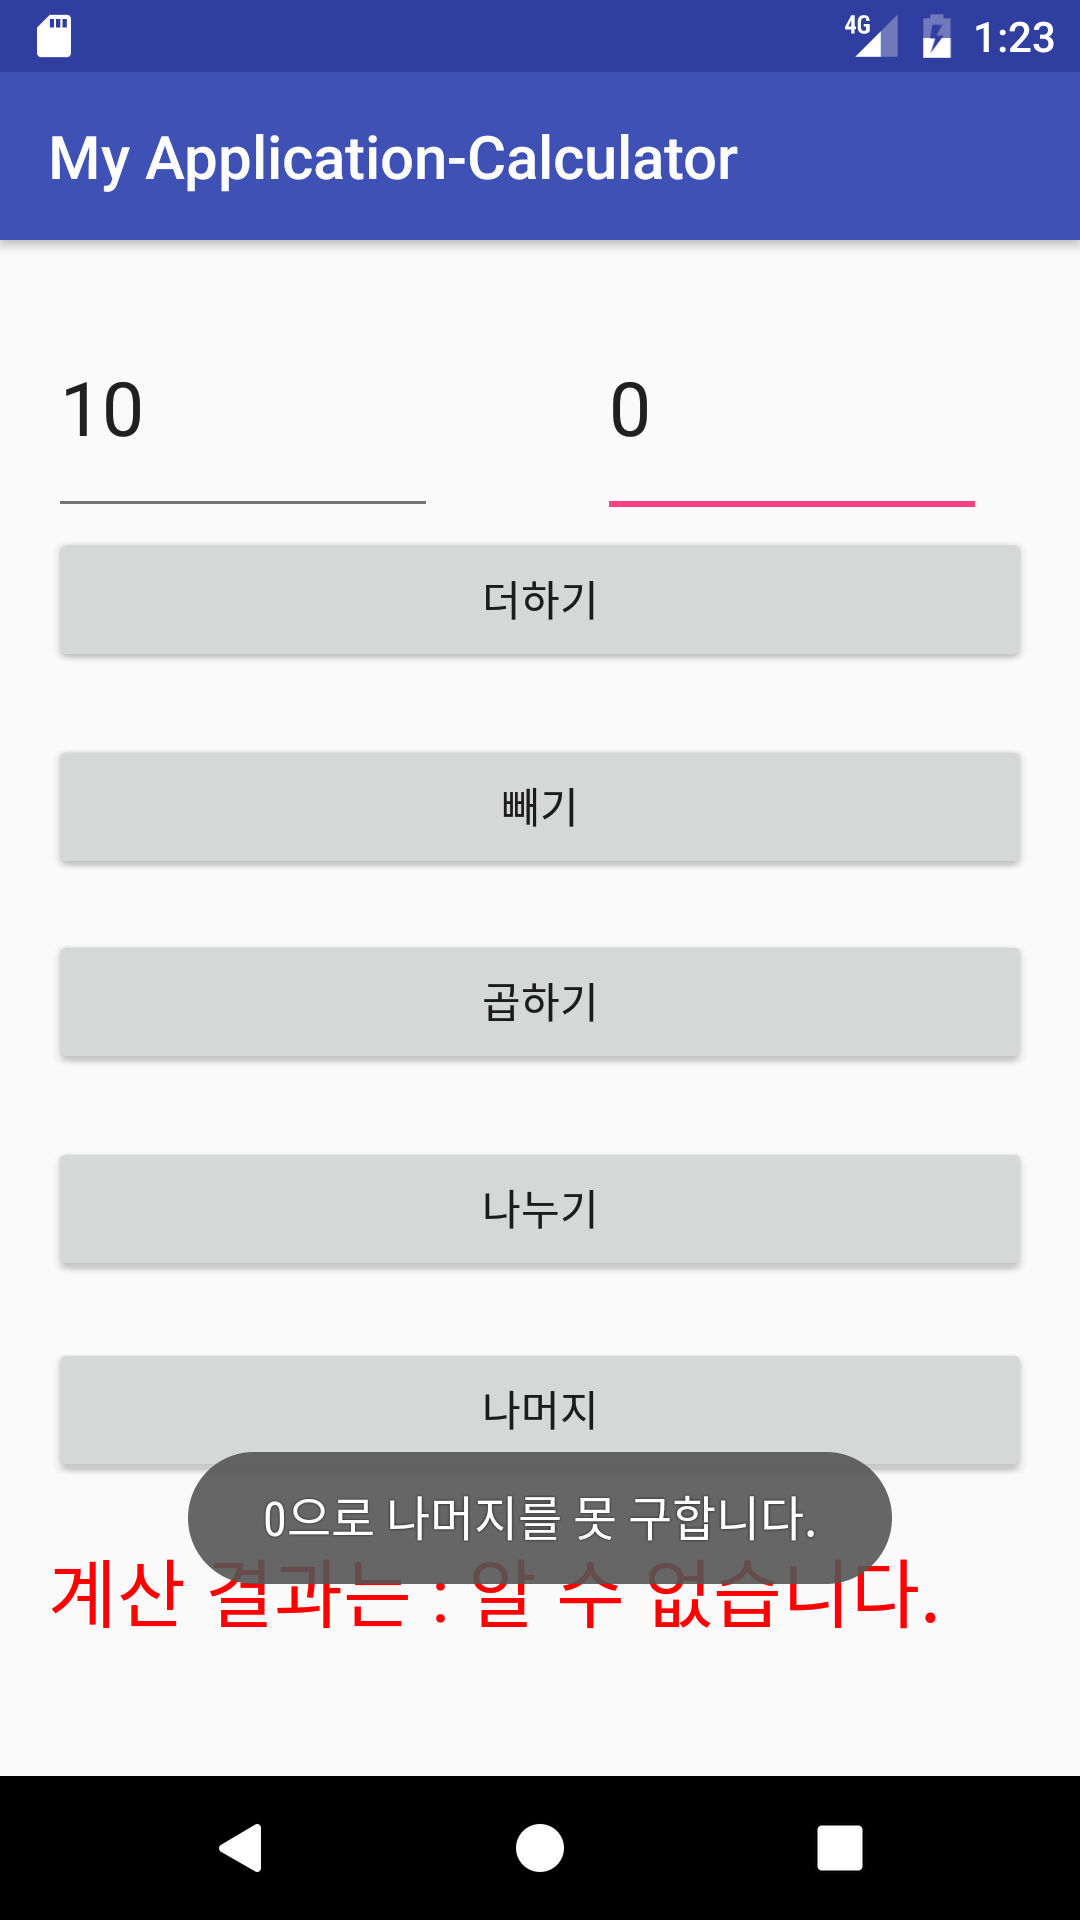 4G 1:23
My Application-Calculator
10 0
더하기
빼기
곱하기
나누기
나머지
0으로 나머지를 못 구합니다.
계산 결과는 : 알 수 없습니다.